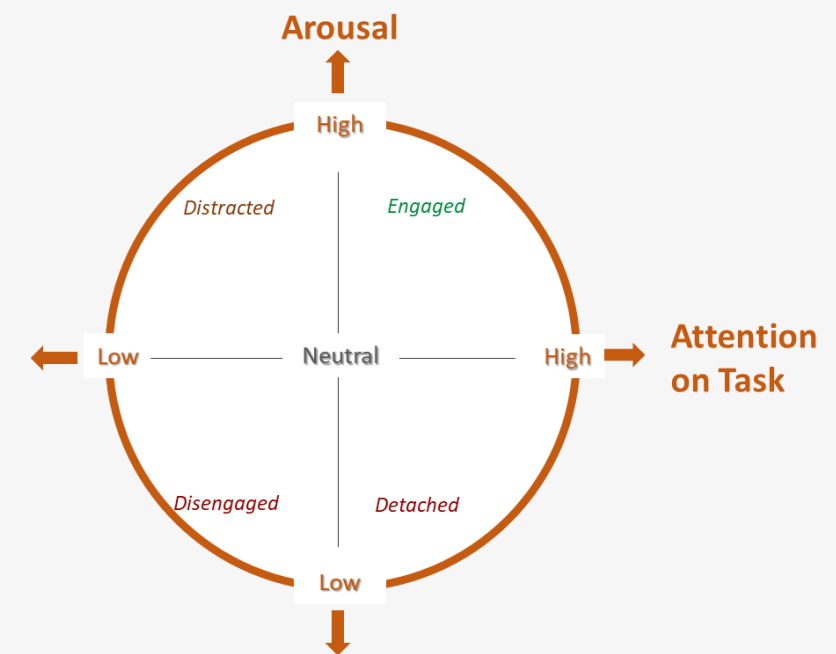 Arousal
High
Distracted
Engaged
Low
Neutral
High
Attention
on Task
Disengaged
Detached
Low